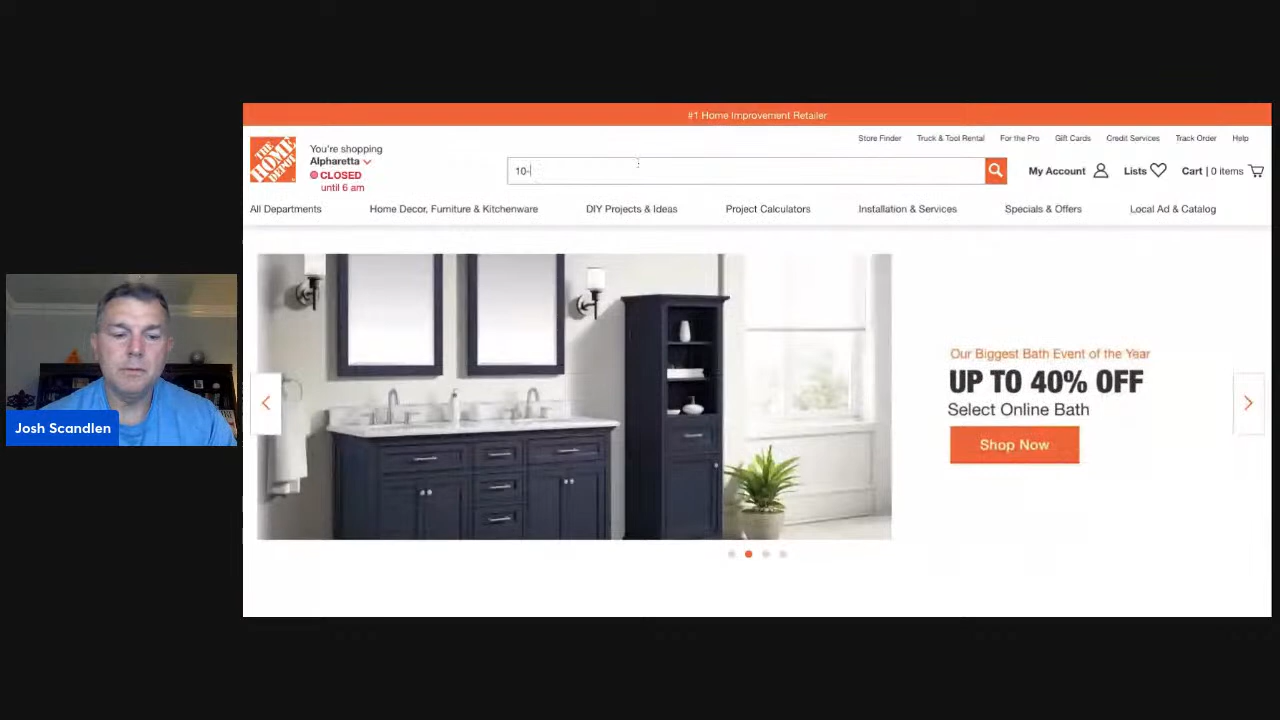 #1 Home Improvement Retailer
Store Finder Truck & Tool Rental For the Pro Gift Cards Credit Services Track Order Help
THE HOME DEPOT
You're shopping
Alpharetta
CLOSED
until 6 am
10-
My Account Lists Cart | 0 items
All Departments Home Decor, Furniture & Kitchenware DIY Projects & Ideas Project Calculators Installation & Services Specials & Offers Local Ad & Catalog
Our Biggest Bath Event of the Year
UP TO 40% OFF
Select Online Bath
Shop Now
Josh Scandlen